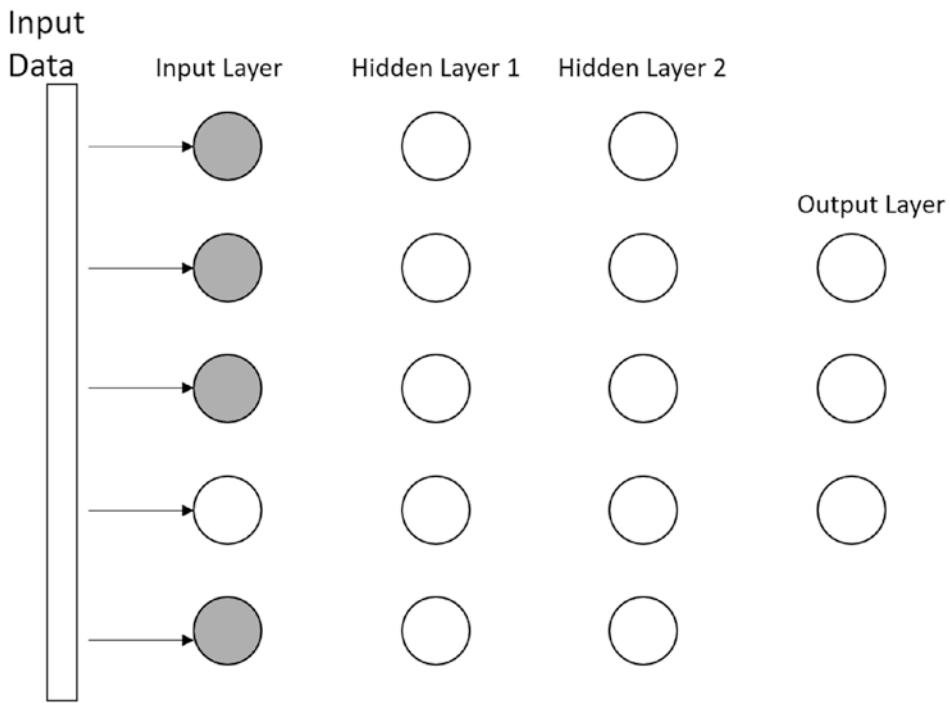 Input
Data
Input Layer
Hidden Layer 1
Hidden Layer 2
Output Layer